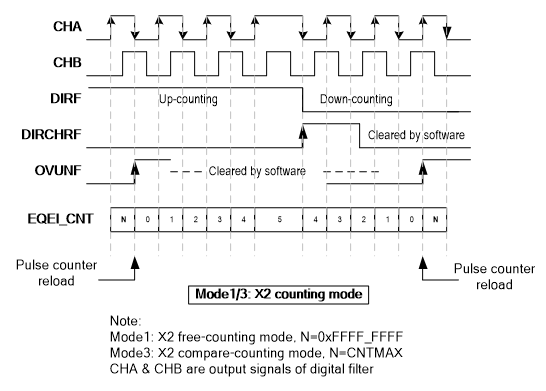 CHA
CHB
DIRF
Up-counting
Down-counting
DIRCHRF
Cleared by software
OVUNF
Cleared by software
EQEI_CNT
N 0 1 2 3 4 5 4 3 2 1 0 N
Pulse counter
reload
Pulse counter
reload
Mode1/3: X2 counting mode
Note:
Mode1: X2 free-counting mode, N=0xFFFF_FFFF
Mode3: X2 compare-counting mode, N=CNTMAX
CHA & CHB are output signals of digital filter